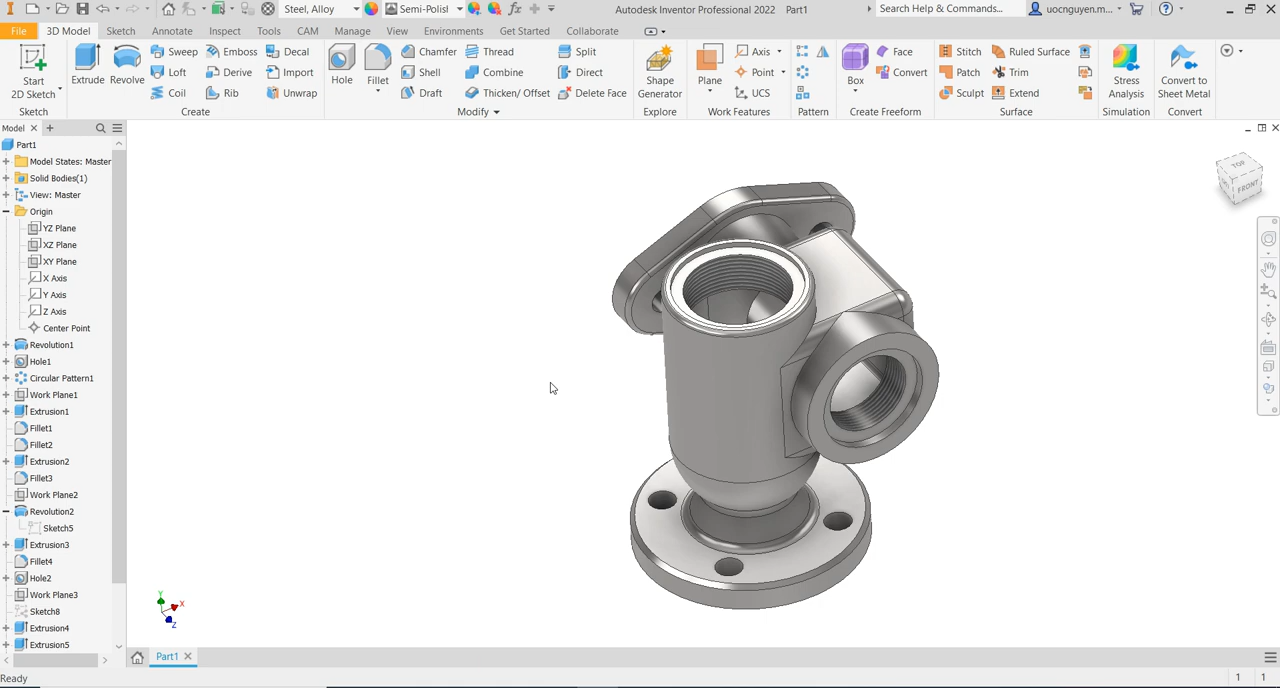 Steel, Alloy
Semi-Polisl
Autodesk Inventor Professional 2022 Part1
Search Help & Commands...
uocnguyen.m...
File
3D Model
Sketch
Annotate
Inspect
Tools
CAM
Manage
View
Environments
Get Started
Collaborate
Start
2D Sketch
Sketch
Extrude
Revolve
Sweep
Loft
Coil
Emboss
Derive
Rib
Decal
Import
Unwrap
Create
Hole
Fillet
Chamfer
Shell
Draft
Thread
Combine
Thicken/ Offset
Split
Direct
Delete Face
Modify
Shape
Generator
Explore
Plane
Axis
Point
UCS
Work Features
Pattern
Box
Face
Convert
Create Freeform
Stitch
Patch
Sculpt
Ruled Surface
Trim
Extend
Surface
Stress
Analysis
Simulation
Convert to
Sheet Metal
Convert
Model
Part1
Model States: Master
Solid Bodies(1)
View: Master
Origin
YZ Plane
XZ Plane
XY Plane
X Axis
Y Axis
Z Axis
Center Point
Revolution1
Hole1
Circular Pattern1
Work Plane1
Extrusion1
Fillet1
Fillet2
Extrusion2
Fillet3
Work Plane2
Revolution2
Sketch5
Extrusion3
Fillet4
Hole2
Work Plane3
Sketch8
Extrusion4
Extrusion5
TOP
FRONT
Y
X
Z
Part1
Ready
1 1